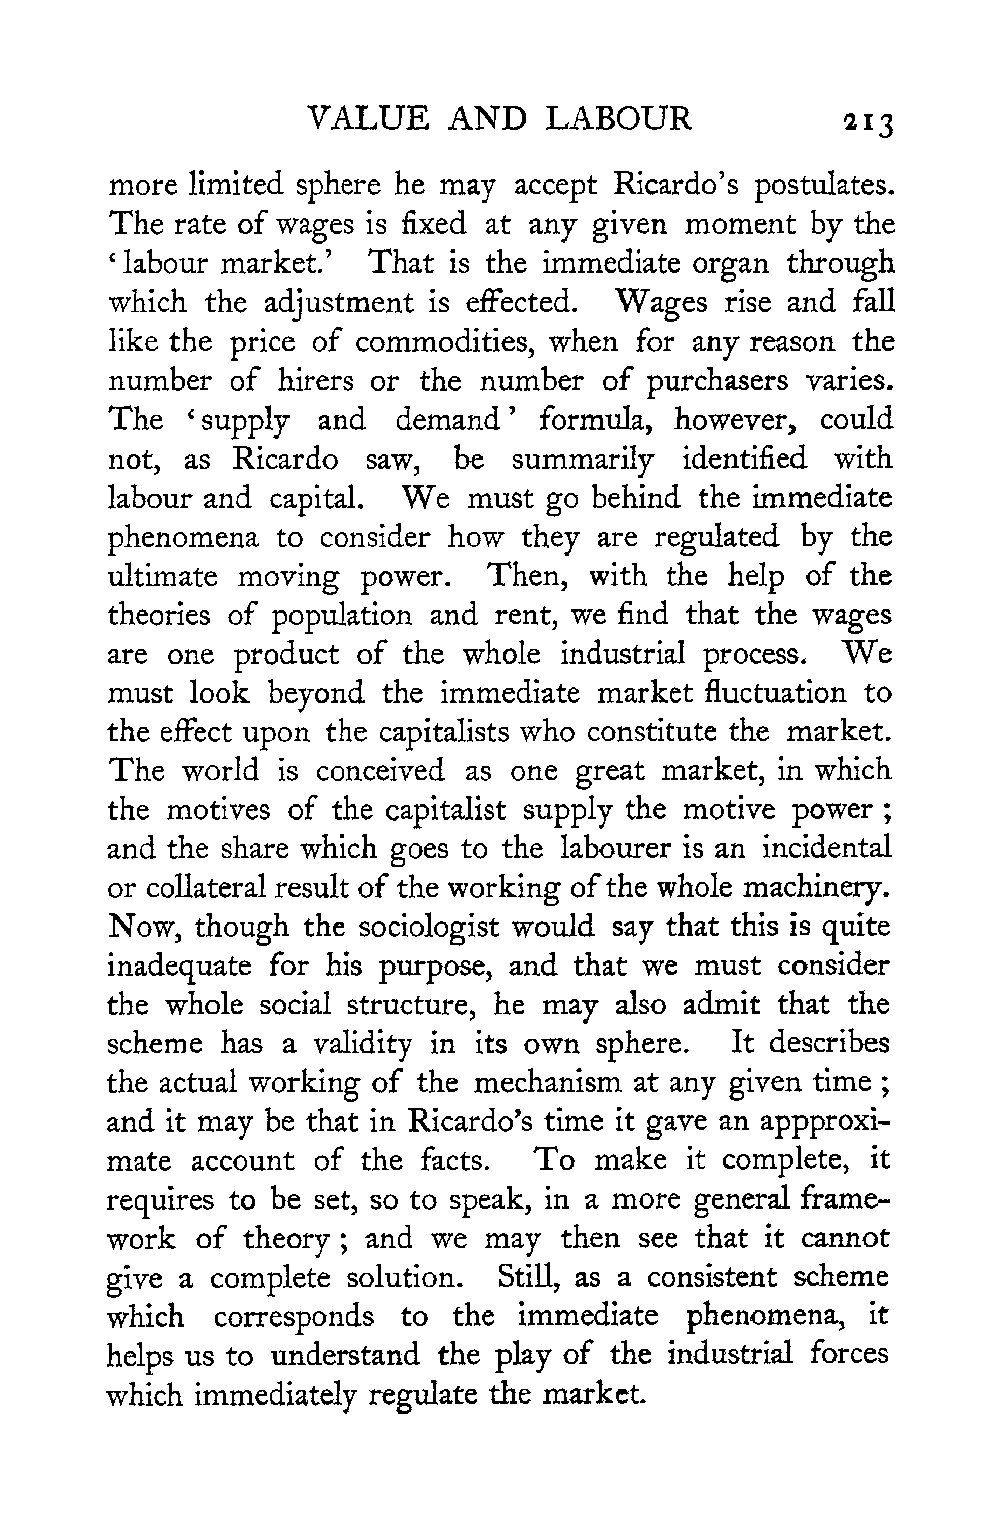 VALUE AND LABOUR 213
more limited sphere he may accept Ricardo's postulates.
The rate of wages is fixed at any given moment by the
‘labour market.’ That is the immediate organ through
which the adjustment is effected. Wages rise and fall
like the price of commodities, when for any reason the
number of hirers or the number of purchasers varies.
The ‘supply and demand’ formula, however, could
not, as Ricardo saw, be summarily identified with
labour and capital. We must go behind the immediate
phenomena to consider how they are regulated by the
ultimate moving power. Then, with the help of the
theories of population and rent, we find that the wages
are one product of the whole industrial process. We
must look beyond the immediate market fluctuation to
the effect upon the capitalists who constitute the market.
The world is conceived as one great market, in which
the motives of the capitalist supply the motive power ;
and the share which goes to the labourer is an incidental
or collateral result of the working of the whole machinery.
Now, though the sociologist would say that this is quite
inadequate for his purpose, and that we must consider
the whole social structure, he may also admit that the
scheme has a validity in its own sphere. It describes
the actual working of the mechanism at any given time ;
and it may be that in Ricardo's time it gave an appproxi-
mate account of the facts. To make it complete, it
requires to be set, so to speak, in a more general frame-
work of theory ; and we may then see that it cannot
give a complete solution. Still, as a consistent scheme
which corresponds to the immediate phenomena, it
helps us to understand the play of the industrial forces
which immediately regulate the market.